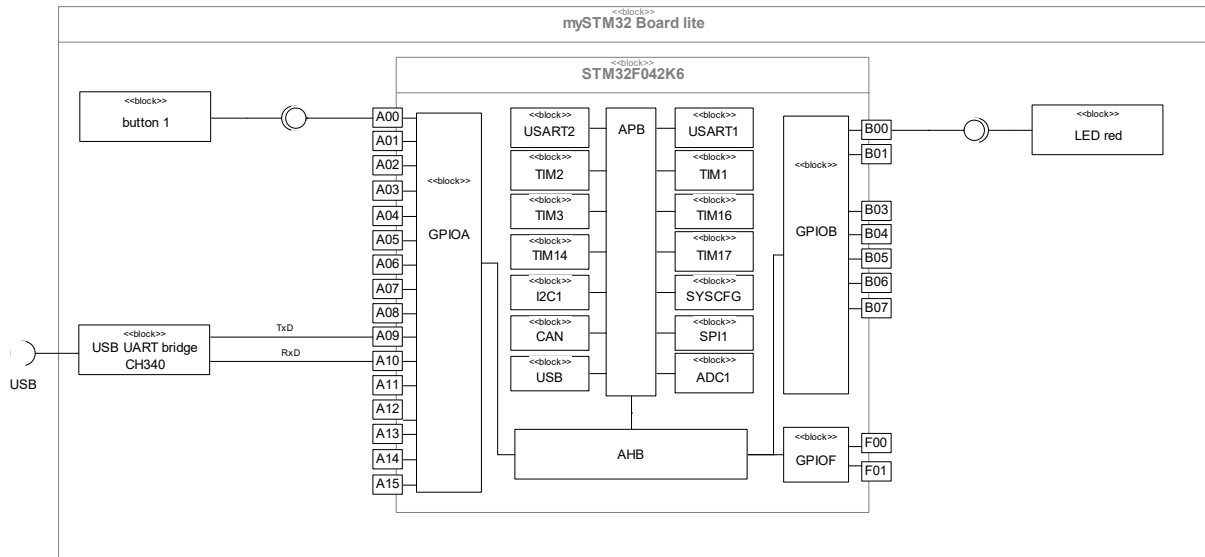 <<block>>
mySTM32 Board lite
<<block>>
STM32F042K6
<<block>>
button 1
A00
A01
A02
A03
A04
A05
A06
A07
A08
A09
A10
A11
A12
A13
A14
A15
<<block>>
GPIOA
<<block>>
USART2
<<block>>
TIM2
<<block>>
TIM3
<<block>>
TIM14
<<block>>
I2C1
<<block>>
CAN
<<block>>
USB
APB
<<block>>
USART1
<<block>>
TIM1
<<block>>
TIM16
<<block>>
TIM17
<<block>>
SYSCFG
<<block>>
SPI1
<<block>>
ADC1
AHB
<<block>>
GPIOB
B00
B01
B03
B04
B05
B06
B07
<<block>>
GPIOF
F00
F01
<<block>>
LED red
<<block>>
USB UART bridge
CH340
TxD
RxD
USB